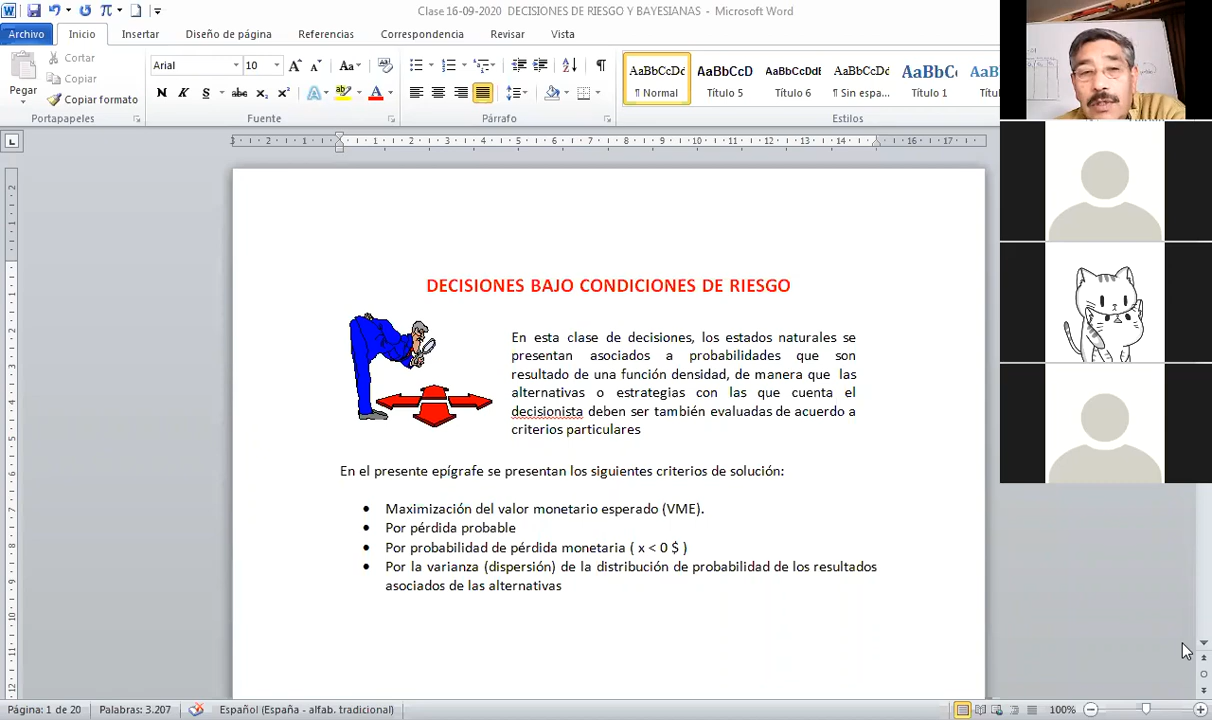 Clase 16-09-2020 DECISIONES DE RIESGO Y BAYESIANAS - Microsoft Word
Archivo Inicio Insertar Diseño de página Referencias Correspondencia Revisar Vista
Pegar
Cortar
Copiar
Copiar formato
Portapapeles
Arial 10
Fuente
Párrafo
AaBbCcDd AaBbCcD AaBbCcDdE AaBbCcDd AaBbCc
¶ Normal Título 5 Título 6 ¶ Sin espa... Título 1
Estilos
DECISIONES BAJO CONDICIONES DE RIESGO
En esta clase de decisiones, los estados naturales se
presentan asociados a probabilidades que son
resultado de una función densidad, de manera que las
alternativas o estrategias con las que cuenta el
decisionista deben ser también evaluadas de acuerdo a
criterios particulares
En el presente epígrafe se presentan los siguientes criterios de solución:
• Maximización del valor monetario esperado (VME).
• Por pérdida probable
• Por probabilidad de pérdida monetaria ( x < 0 $ )
• Por la varianza (dispersión) de la distribución de probabilidad de los resultados
asociados de las alternativas
Página: 1 de 20 Palabras: 3.207 Español (España - alfab. tradicional) 100%